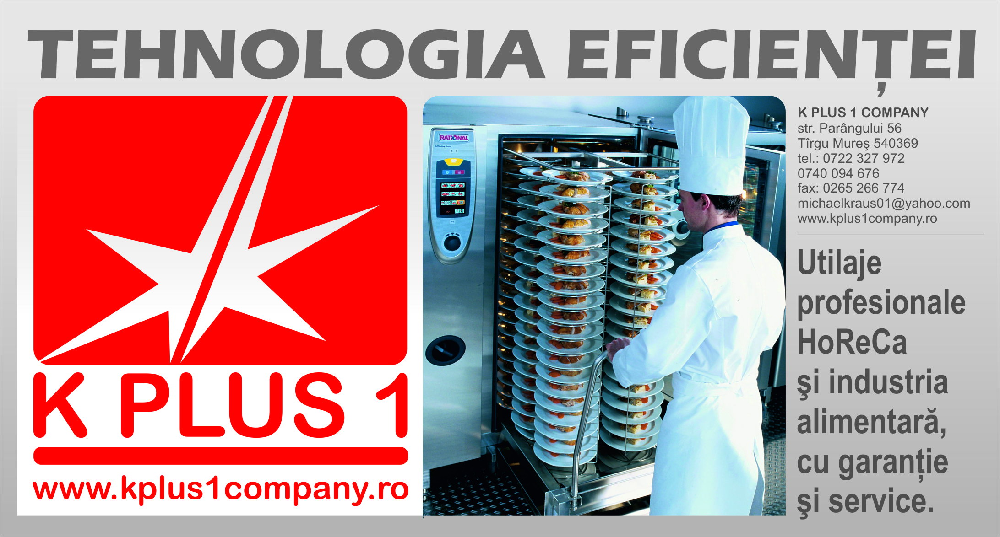 TEHNOLOGIA EFICIENȚEI
K PLUS 1
www.kplus1company.ro
RATIONAL
SelfCooking Center
K PLUS 1 COMPANY
str. Parângului 56
Tîrgu Mureş 540369
tel.: 0722 327 972
0740 094 676
fax: 0265 266 774
michaelkraus01@yahoo.com
www.kplus1company.ro
Utilaje
profesionale
HoReCa
şi industria
alimentară,
cu garanție
şi service.